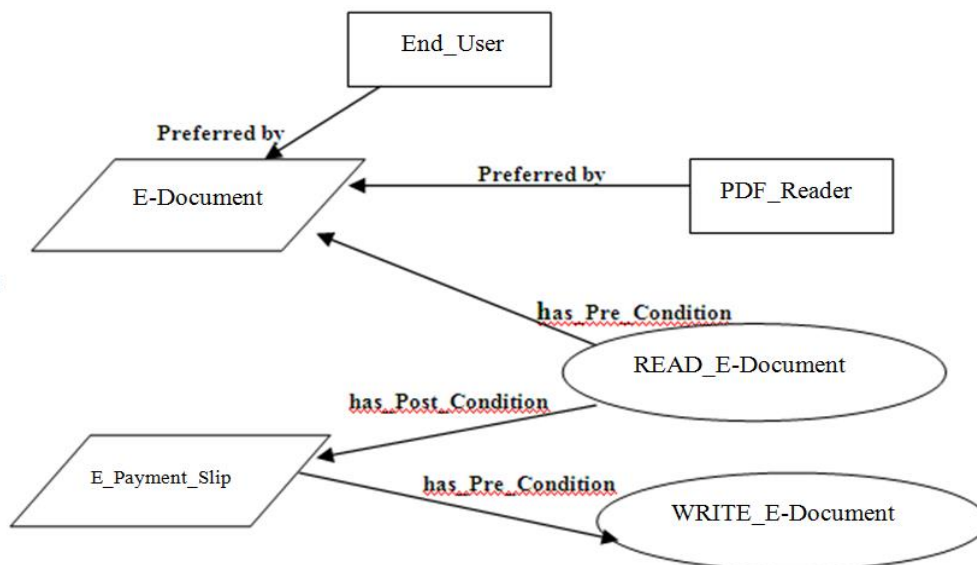 End_User
Preferred by
E-Document
Preferred by
PDF_Reader
has_Pre_Condition
READ_E-Document
has_Post_Condition
E_Payment_Slip
has_Pre_Condition
WRITE_E-Document